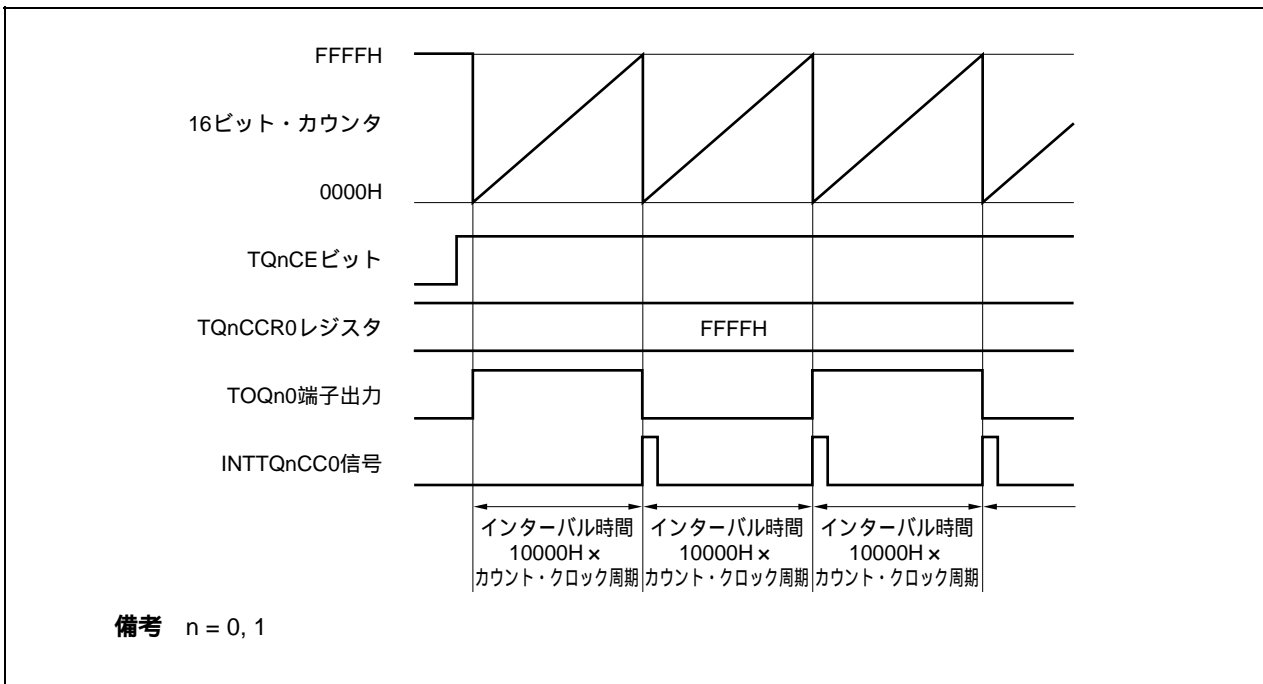 FFFFH
16ビット・カウンタ
0000H
TQnCEビット
TQnCCR0レジスタ
FFFFH
TOQn0端子出力
INTTQnCC0信号
インターバル時間
10000H ×
カウント・クロック周期
インターバル時間
10000H ×
カウント・クロック周期
インターバル時間
10000H ×
カウント・クロック周期
備考 n = 0, 1